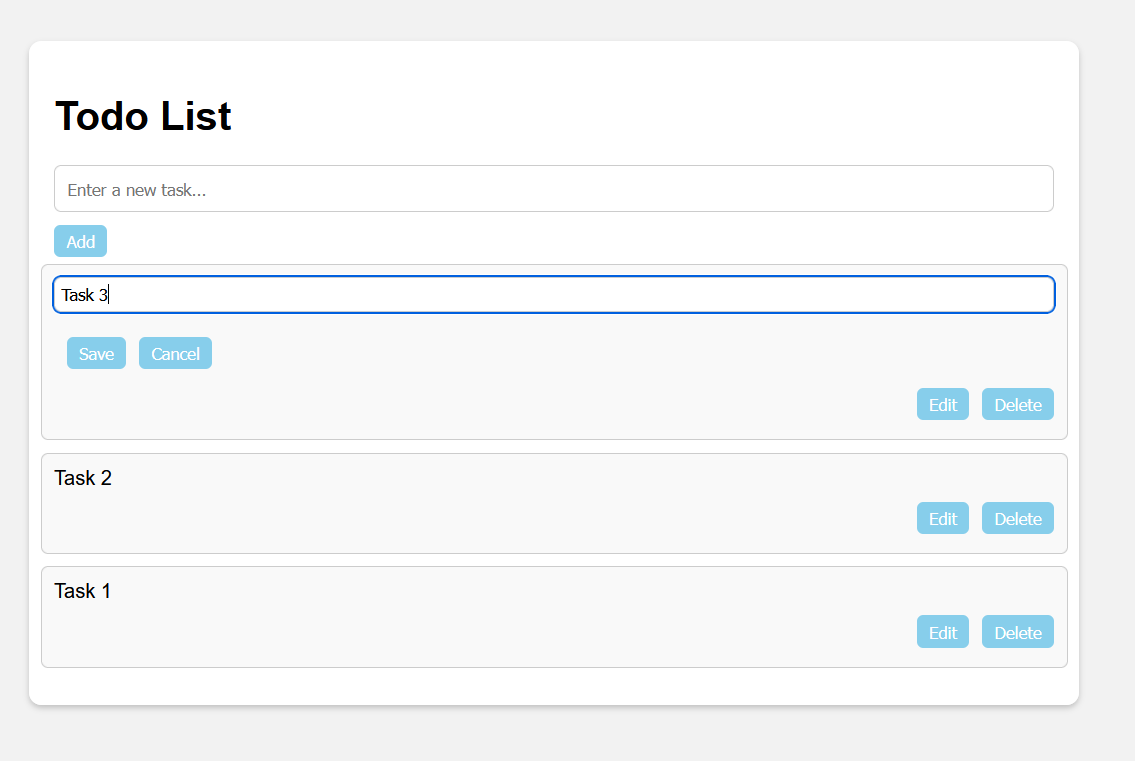 Todo List
Enter a new task...
Add
Task 3
Save Cancel
Edit Delete
Task 2
Edit Delete
Task 1
Edit Delete